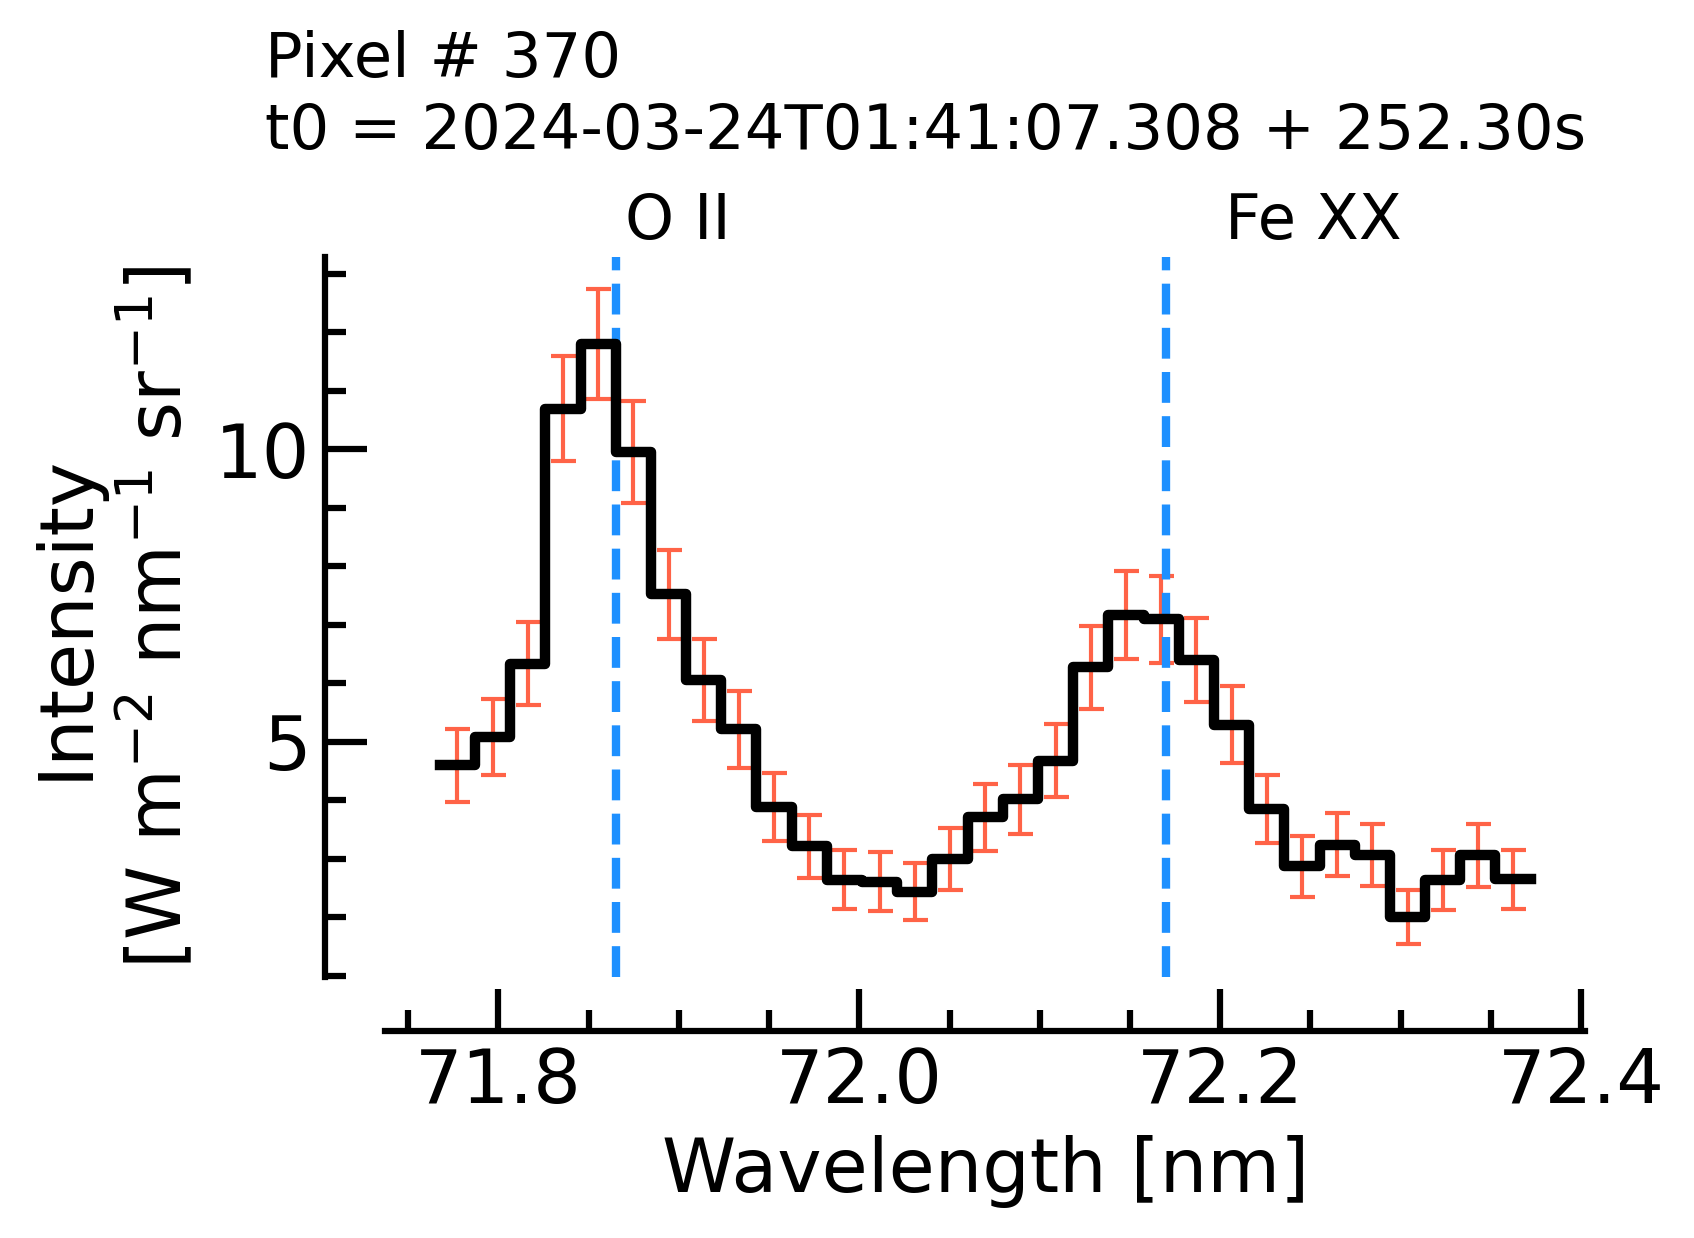 Pixel # 370
t0 = 2024-03-24T01:41:07.308 + 252.30s
O II
Fe XX
Intensity
[W m⁻² nm⁻¹ sr⁻¹]
10
5
71.8
72.0
72.2
72.4
Wavelength [nm]